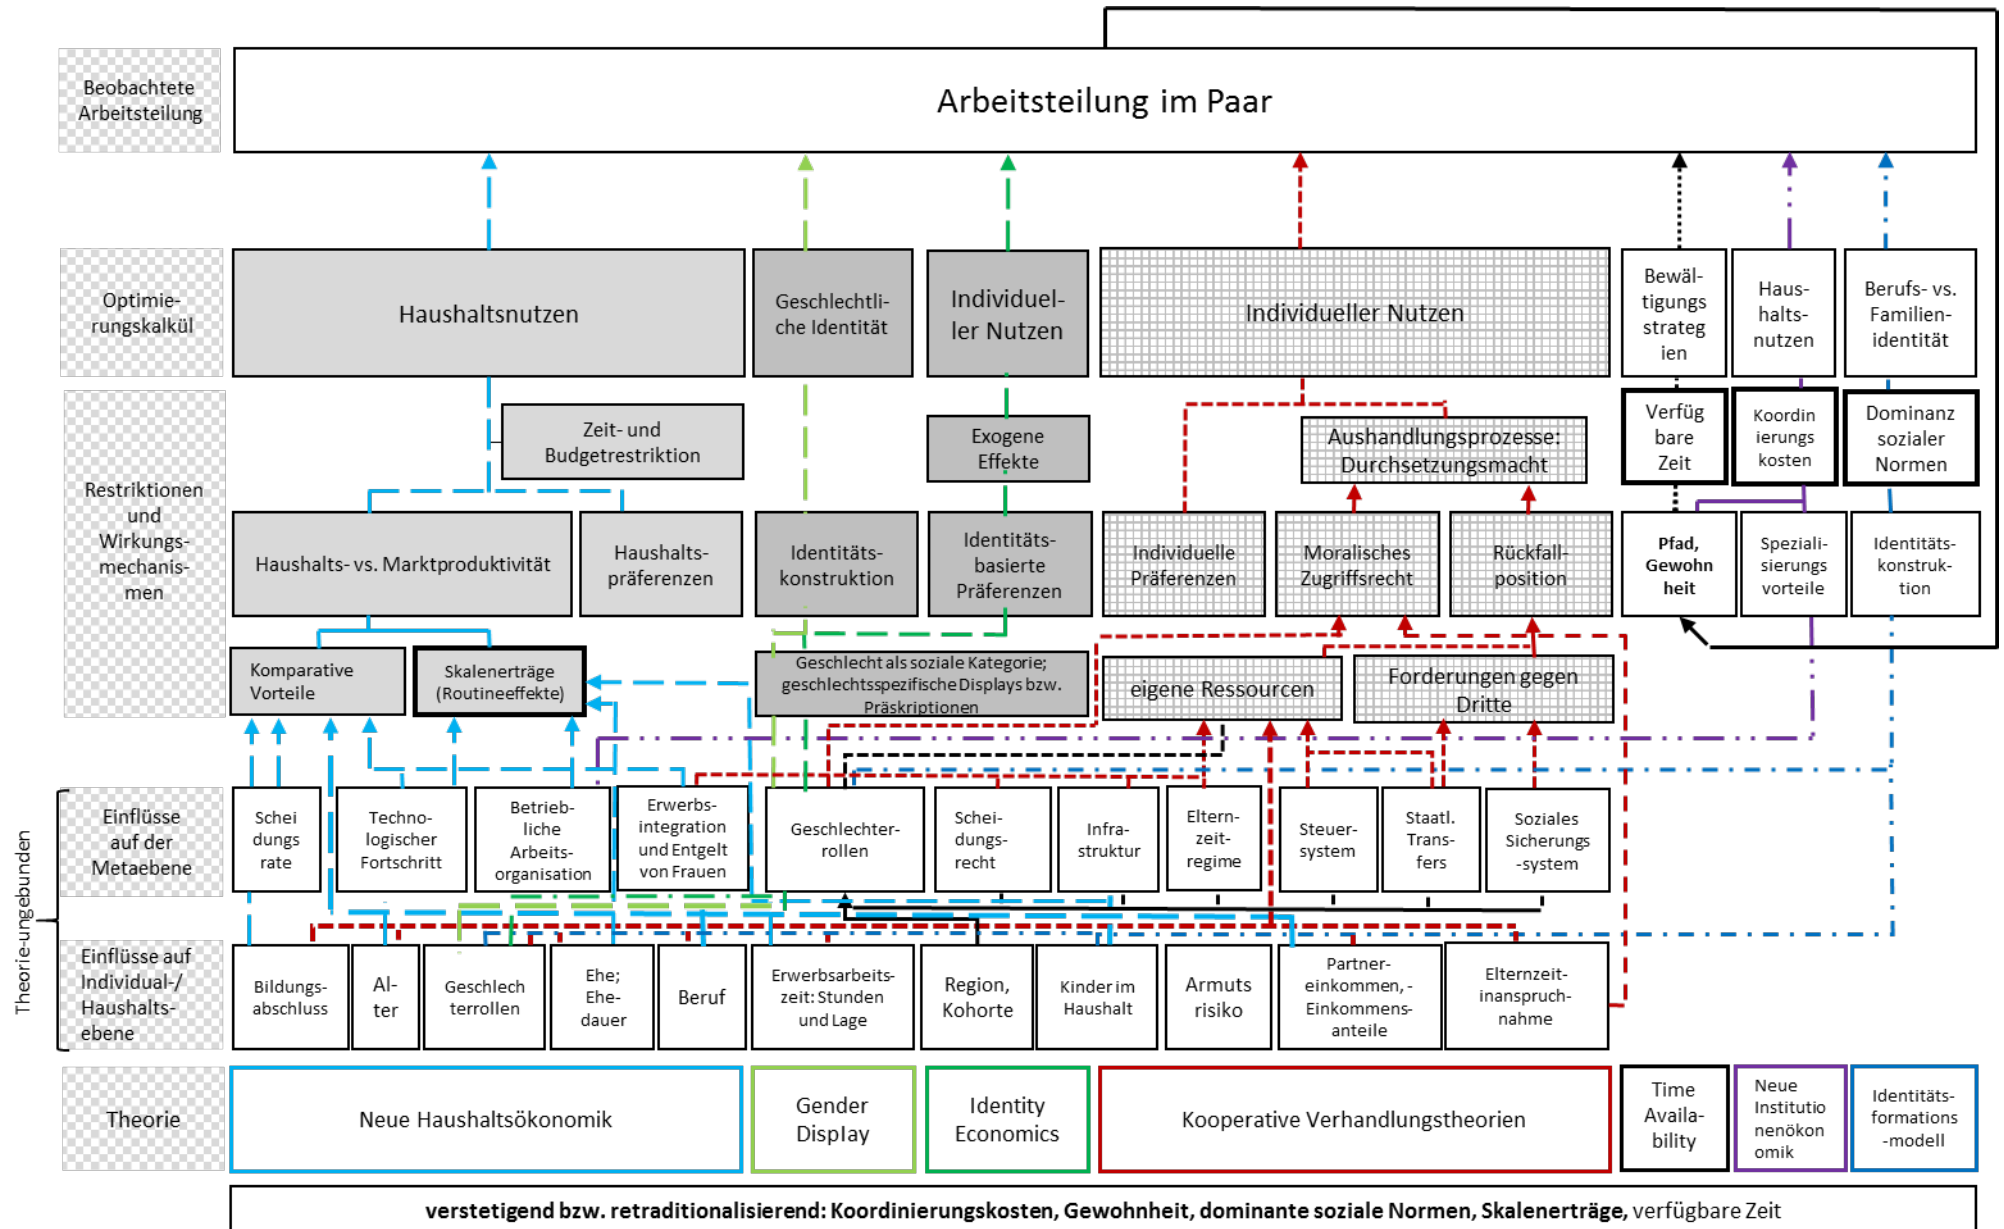 Beobachtete
Arbeitsteilung
Arbeitsteilung im Paar
Optimie-
rungskalkül
Haushaltsnutzen
Geschlechtli-
che Identität
Individuel-
ler Nutzen
Individueller Nutzen
Bewäl-
tigungs
strateg
ien
Haus-
halts-
nutzen
Berufs- vs.
Familien-
identität
Restriktionen
und
Wirkungs-
mechanis-
men
Zeit- und
Budgetrestriktion
Exogene
Effekte
Aushandlungsprozesse:
Durchsetzungsmacht
Verfüg
bare
Zeit
Koordin
ierungs
kosten
Dominanz
sozialer
Normen
Haushalts- vs. Marktproduktivität
Haushalts-
präferenzen
Identitäts-
konstruktion
Identitäts-
basierte
Präferenzen
Individuelle
Präferenzen
Moralisches
Zugriffsrecht
Rückfall-
position
Pfad,
Gewohn
heit
Speziali-
sierungs
vorteile
Identitäts-
konstruk-
tion
Komparative
Vorteile
Skalenerträge
(Routineeffekte)
Geschlecht als soziale Kategorie;
geschlechtsspezifische Displays bzw.
Präskriptionen
eigene Ressourcen
Forderungen gegen
Dritte
Theorie-ungebunden
Einflüsse
auf der
Metaebene
Schei
dungs
rate
Techno-
logischer
Fortschritt
Betrieb-
liche
Arbeits-
organisation
Erwerbs-
integration
und Entgelt
von Frauen
Geschlechter-
rollen
Schei-
dungs-
recht
Infra-
struktur
Eltern-
zeit-
regime
Steuer-
system
Staatl.
Trans-
fers
Soziales
Sicherungs
-system
Einflüsse auf
Individual-/
Haushalts-
ebene
Bildungs-
abschluss
Al-
ter
Geschlech
terrollen
Ehe;
Ehe-
dauer
Beruf
Erwerbsarbeits-
zeit: Stunden
und Lage
Region,
Kohorte
Kinder im
Haushalt
Armuts
risiko
Partner-
einkommen, -
Einkommens-
anteile
Elternzeit-
inanspruch-
nahme
Theorie
Neue Haushaltsökonomik
Gender
Display
Identity
Economics
Kooperative Verhandlungstheorien
Time
Availa-
bility
Neue
Institutio
nenökon
omik
Identitäts-
formations
-modell
verstetigend bzw. retraditionalisierend: Koordinierungskosten, Gewohnheit, dominante soziale Normen, Skalenerträge, verfügbare Zeit